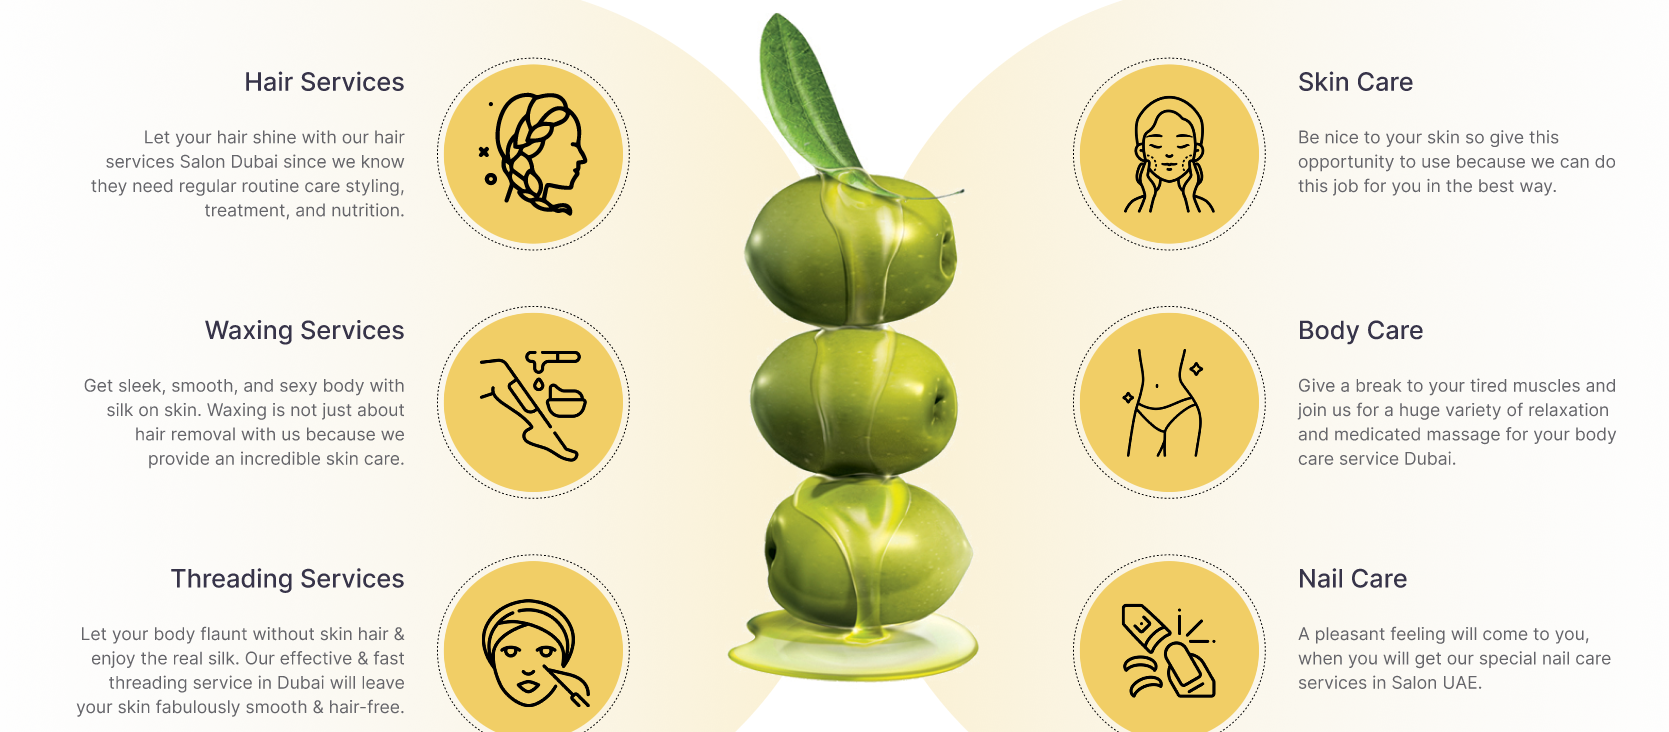 Hair Services
Let your hair shine with our hair
services Salon Dubai since we know
they need regular routine care styling,
treatment, and nutrition.
Waxing Services
Get sleek, smooth, and sexy body with
silk on skin. Waxing is not just about
hair removal with us because we
provide an incredible skin care.
Threading Services
Let your body flaunt without skin hair &
enjoy the real silk. Our effective & fast
threading service in Dubai will leave
your skin fabulously smooth & hair-free.
Skin Care
Be nice to your skin so give this
opportunity to use because we can do
this job for you in the best way.
Body Care
Give a break to your tired muscles and
join us for a huge variety of relaxation
and medicated massage for your body
care service Dubai.
Nail Care
A pleasant feeling will come to you,
when you will get our special nail care
services in Salon UAE.